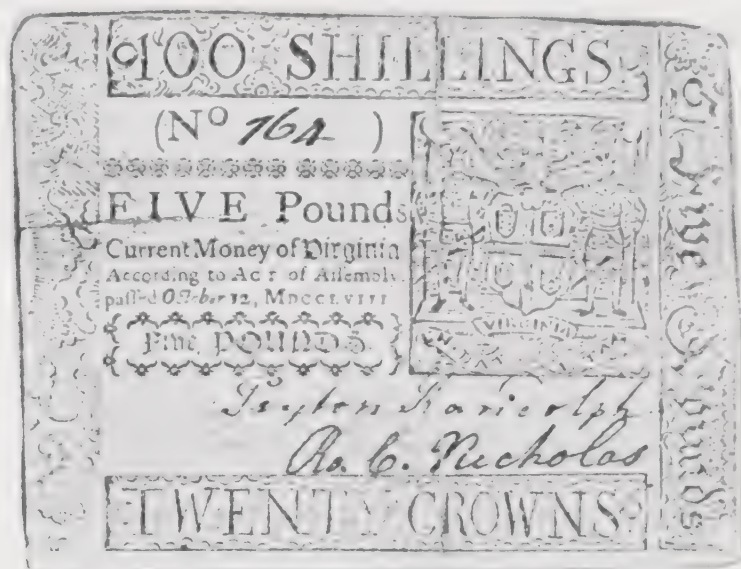 100 SHILLINGS
(Nº 764 )
FIVE Pounds
Current Money of Virginia
According to ACT of Aſſembly
paſſed October 12, MDCCLVIII
Five POUNDS.
VIRGINIA
Peyton Randolph
Ro. C. Nicholas
TWENTY CROWNS
Five Pounds